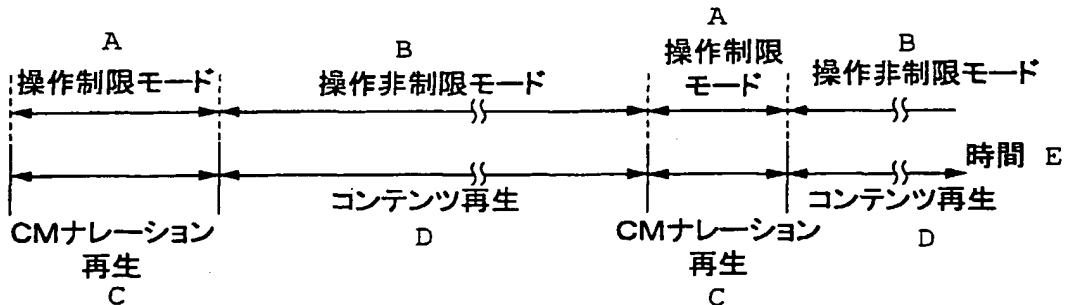 A
操作制限モード
B
操作非制限モード
A
操作制限
モード
B
操作非制限モード
時間 E
CMナレーション
再生
C
コンテンツ再生
D
CMナレーション
再生
C
コンテンツ再生
D